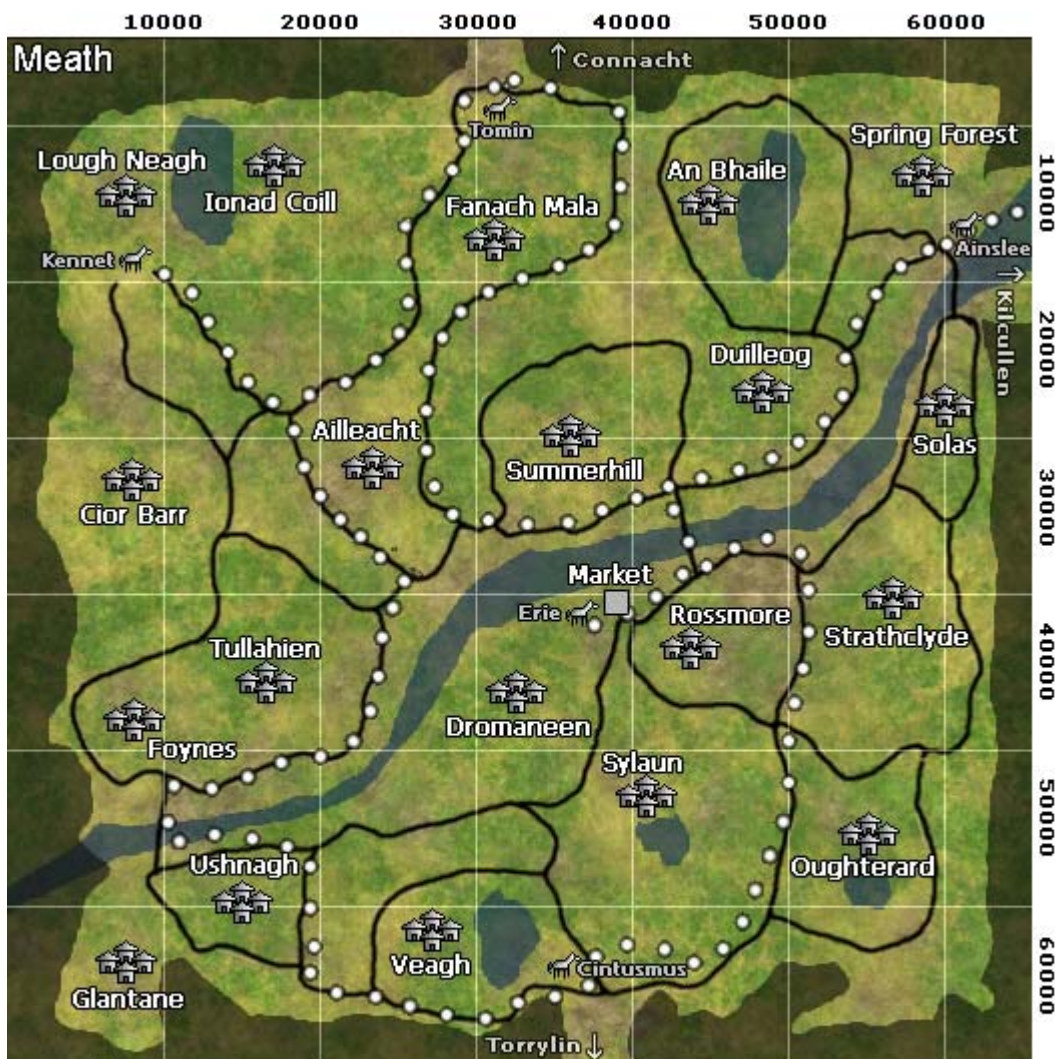 10000 20000 30000 40000 50000 60000
Meath
↑ Connacht
Tomin
Spring Forest
Lough Neagh
An Bhaile
10000
Ionad Coill
Fanach Mala
Kennet
Ainslee
→
Kilcullen
20000
Duilleog
Ailleacht
Solas
Summerhill
30000
Cior Barr
Market
Erie
Rossmore
Strathclyde
40000
Tullahien
Dromaneen
Foynes
Sylaun
50000
Ushnagh
Oughterard
Veagh
Cintusmus
60000
Glantane
Torrylin ↓